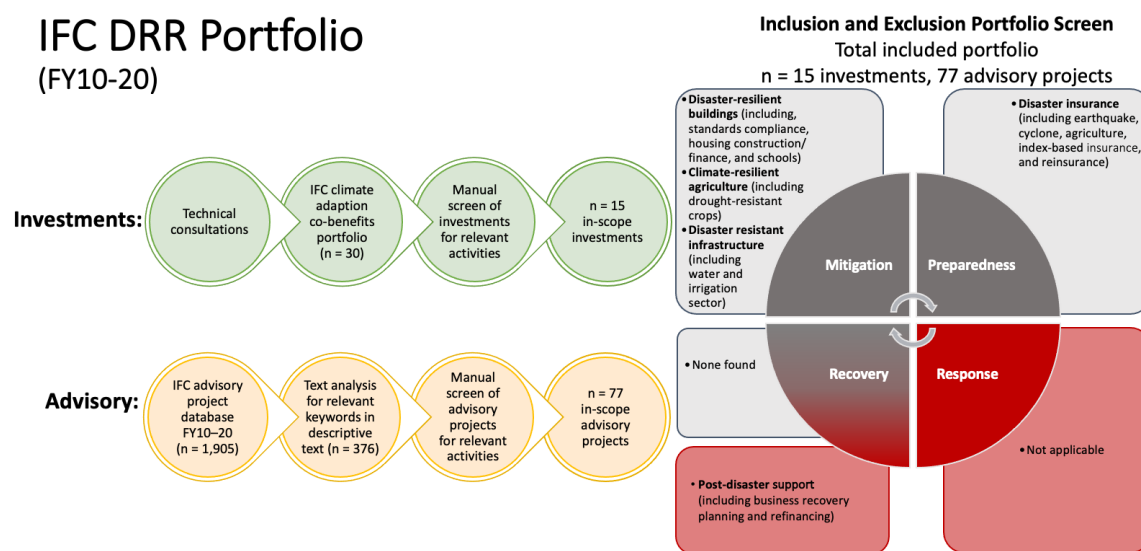 IFC DRR Portfolio
(FY10-20)
Inclusion and Exclusion Portfolio Screen
Total included portfolio
n = 15 investments, 77 advisory projects
Investments:
Technical
consultations
IFC climate
adaption
co-benefits
portfolio
(n = 30)
Manual
screen of
investments
for relevant
activities
n = 15
in-scope
investments
Advisory:
IFC advisory
project
database
FY10–20
(n = 1,905)
Text analysis
for relevant
keywords in
descriptive
text (n = 376)
Manual
screen of
advisory
projects
for relevant
activities
n = 77
in-scope
advisory
projects
•Disaster-resilient
buildings (including,
standards compliance,
housing construction/
finance, and schools)
•Climate-resilient
agriculture (including
drought-resistant
crops)
•Disaster resistant
infrastructure
(including
water and
irrigation
sector)
•Disaster insurance
(including earthquake,
cyclone, agriculture,
index-based insurance,
and reinsurance)
Mitigation
Preparedness
Recovery
Response
•None found
•Not applicable
• Post-disaster support
(including business recovery
planning and refinancing)